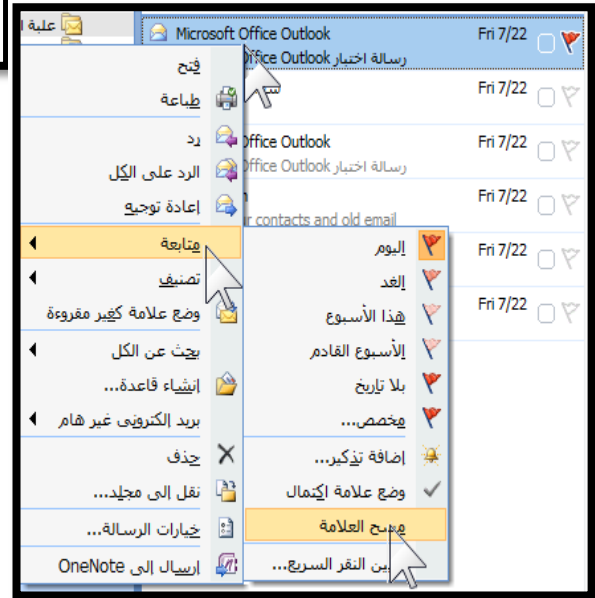 علبة ا
Microsoft Office Outlook Fri 7/22
رسالة اختبار Office Outlook
Fri 7/22
Office Outlook Fri 7/22
رسالة اختبار Office Outlook
Fri 7/22
r contacts and old email
Fri 7/22
Fri 7/22
فتح
طباعة
رد
الرد على الكل
إعادة توجيه
متابعة
تصنيف
وضع علامة كغير مقروءة
بحث عن الكل
إنشاء قاعدة...
بريد إلكتروني غير هام
حذف
نقل إلى مجلد...
خيارات الرسالة...
إرسال إلى OneNote
اليوم
الغد
هذا الأسبوع
الأسبوع القادم
بلا تاريخ
مخصص...
إضافة تذكير...
وضع علامة اكتمال
مسح العلامة
النقر السريع...